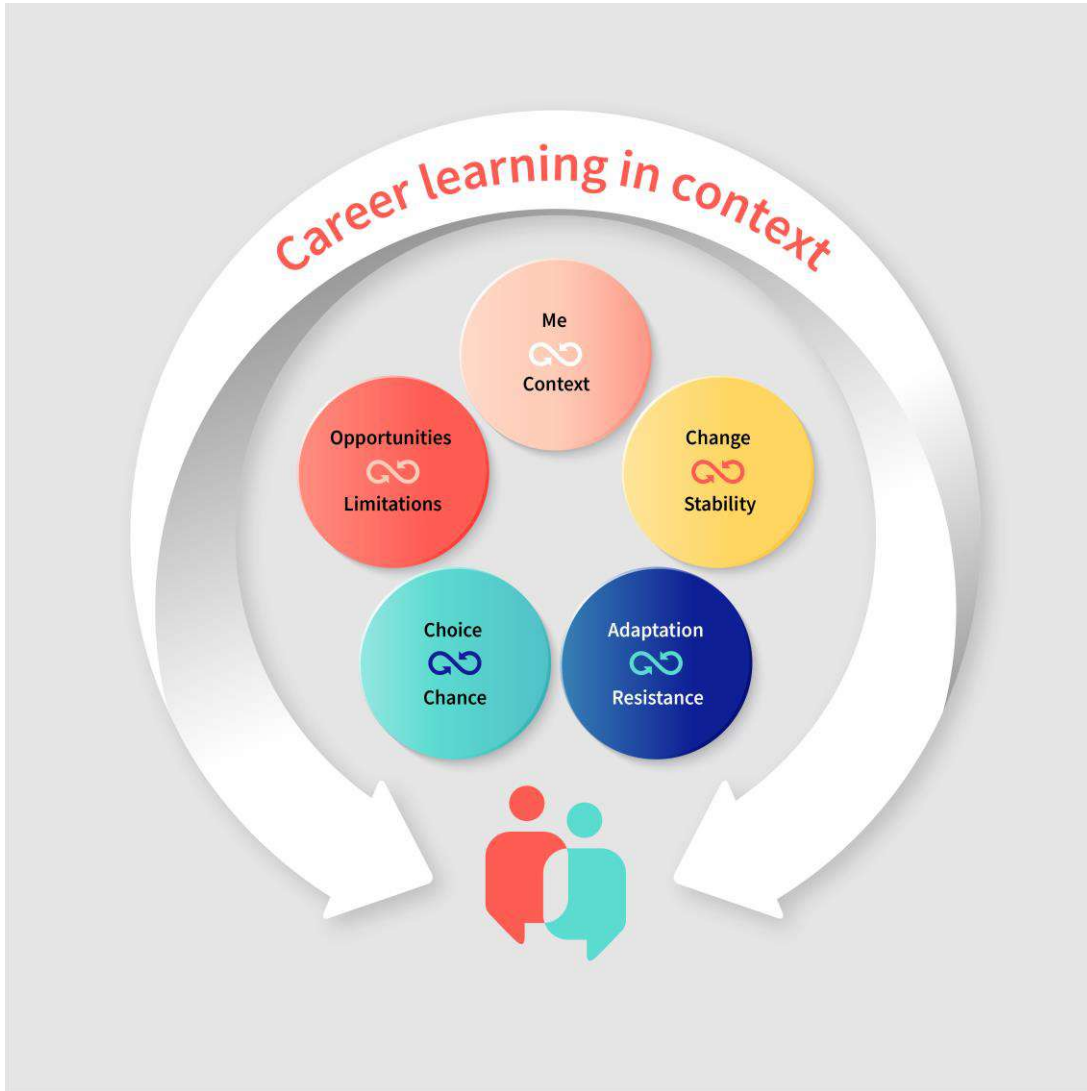 Career learning in context
Me
Context
Opportunities
Limitations
Change
Stability
Choice
Chance
Adaptation
Resistance